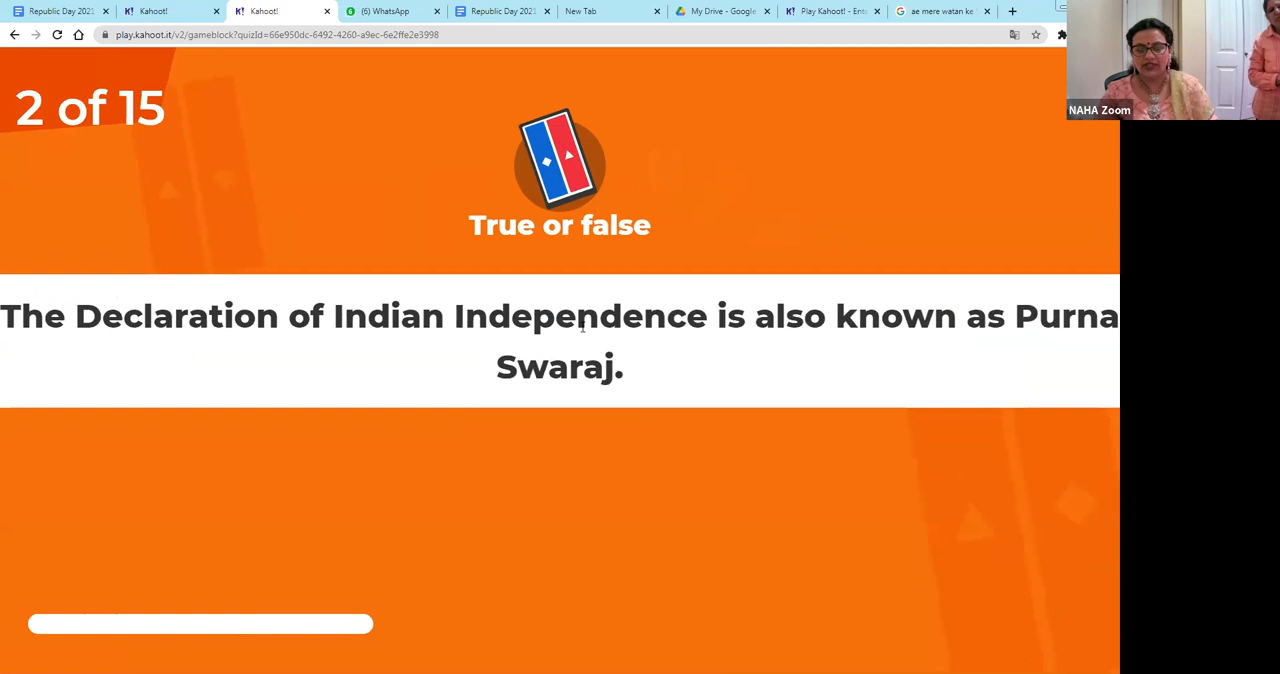 Republic Day 2021
Kahoot!
Kahoot!
(6) WhatsApp
Republic Day 2021
New Tab
My Drive - Google
Play Kahoot! - Ente
ae mere watan ke
play.kahoot.it/v2/gameblock?quizId=66e950dc-6492-4260-a9ec-6e2ffe2e3998
NAHA Zoom
2 of 15
True or false
The Declaration of Indian Independence is also known as Purna
Swaraj.